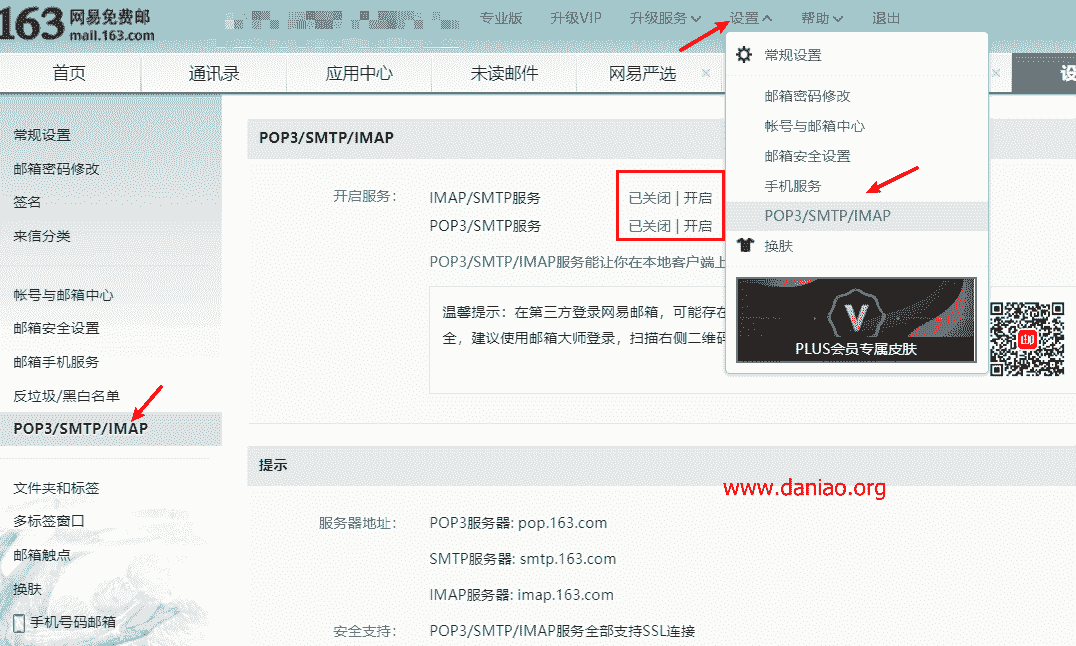 163 网易免费邮
mail.163.com
专业版 升级VIP 升级服务 设置 帮助 退出
首页 通讯录 应用中心 未读邮件 网易严选 × × 设
常规设置
邮箱密码修改
帐号与邮箱中心
邮箱安全设置
手机服务
POP3/SMTP/IMAP
换肤
PLUS会员专属皮肤
常规设置
邮箱密码修改
签名
来信分类
帐号与邮箱中心
邮箱安全设置
邮箱手机服务
反垃圾/黑白名单
POP3/SMTP/IMAP
文件夹和标签
多标签窗口
邮箱触点
换肤
手机号码邮箱
POP3/SMTP/IMAP
开启服务: IMAP/SMTP服务 已关闭 | 开启
POP3/SMTP服务 已关闭 | 开启
POP3/SMTP/IMAP服务能让你在本地客户端上
温馨提示：在第三方登录网易邮箱，可能存在
全，建议使用邮箱大师登录，扫描右侧二维码
提示
www.daniao.org
服务器地址: POP3服务器: pop.163.com
SMTP服务器: smtp.163.com
IMAP服务器: imap.163.com
安全支持: POP3/SMTP/IMAP服务全部支持SSL连接